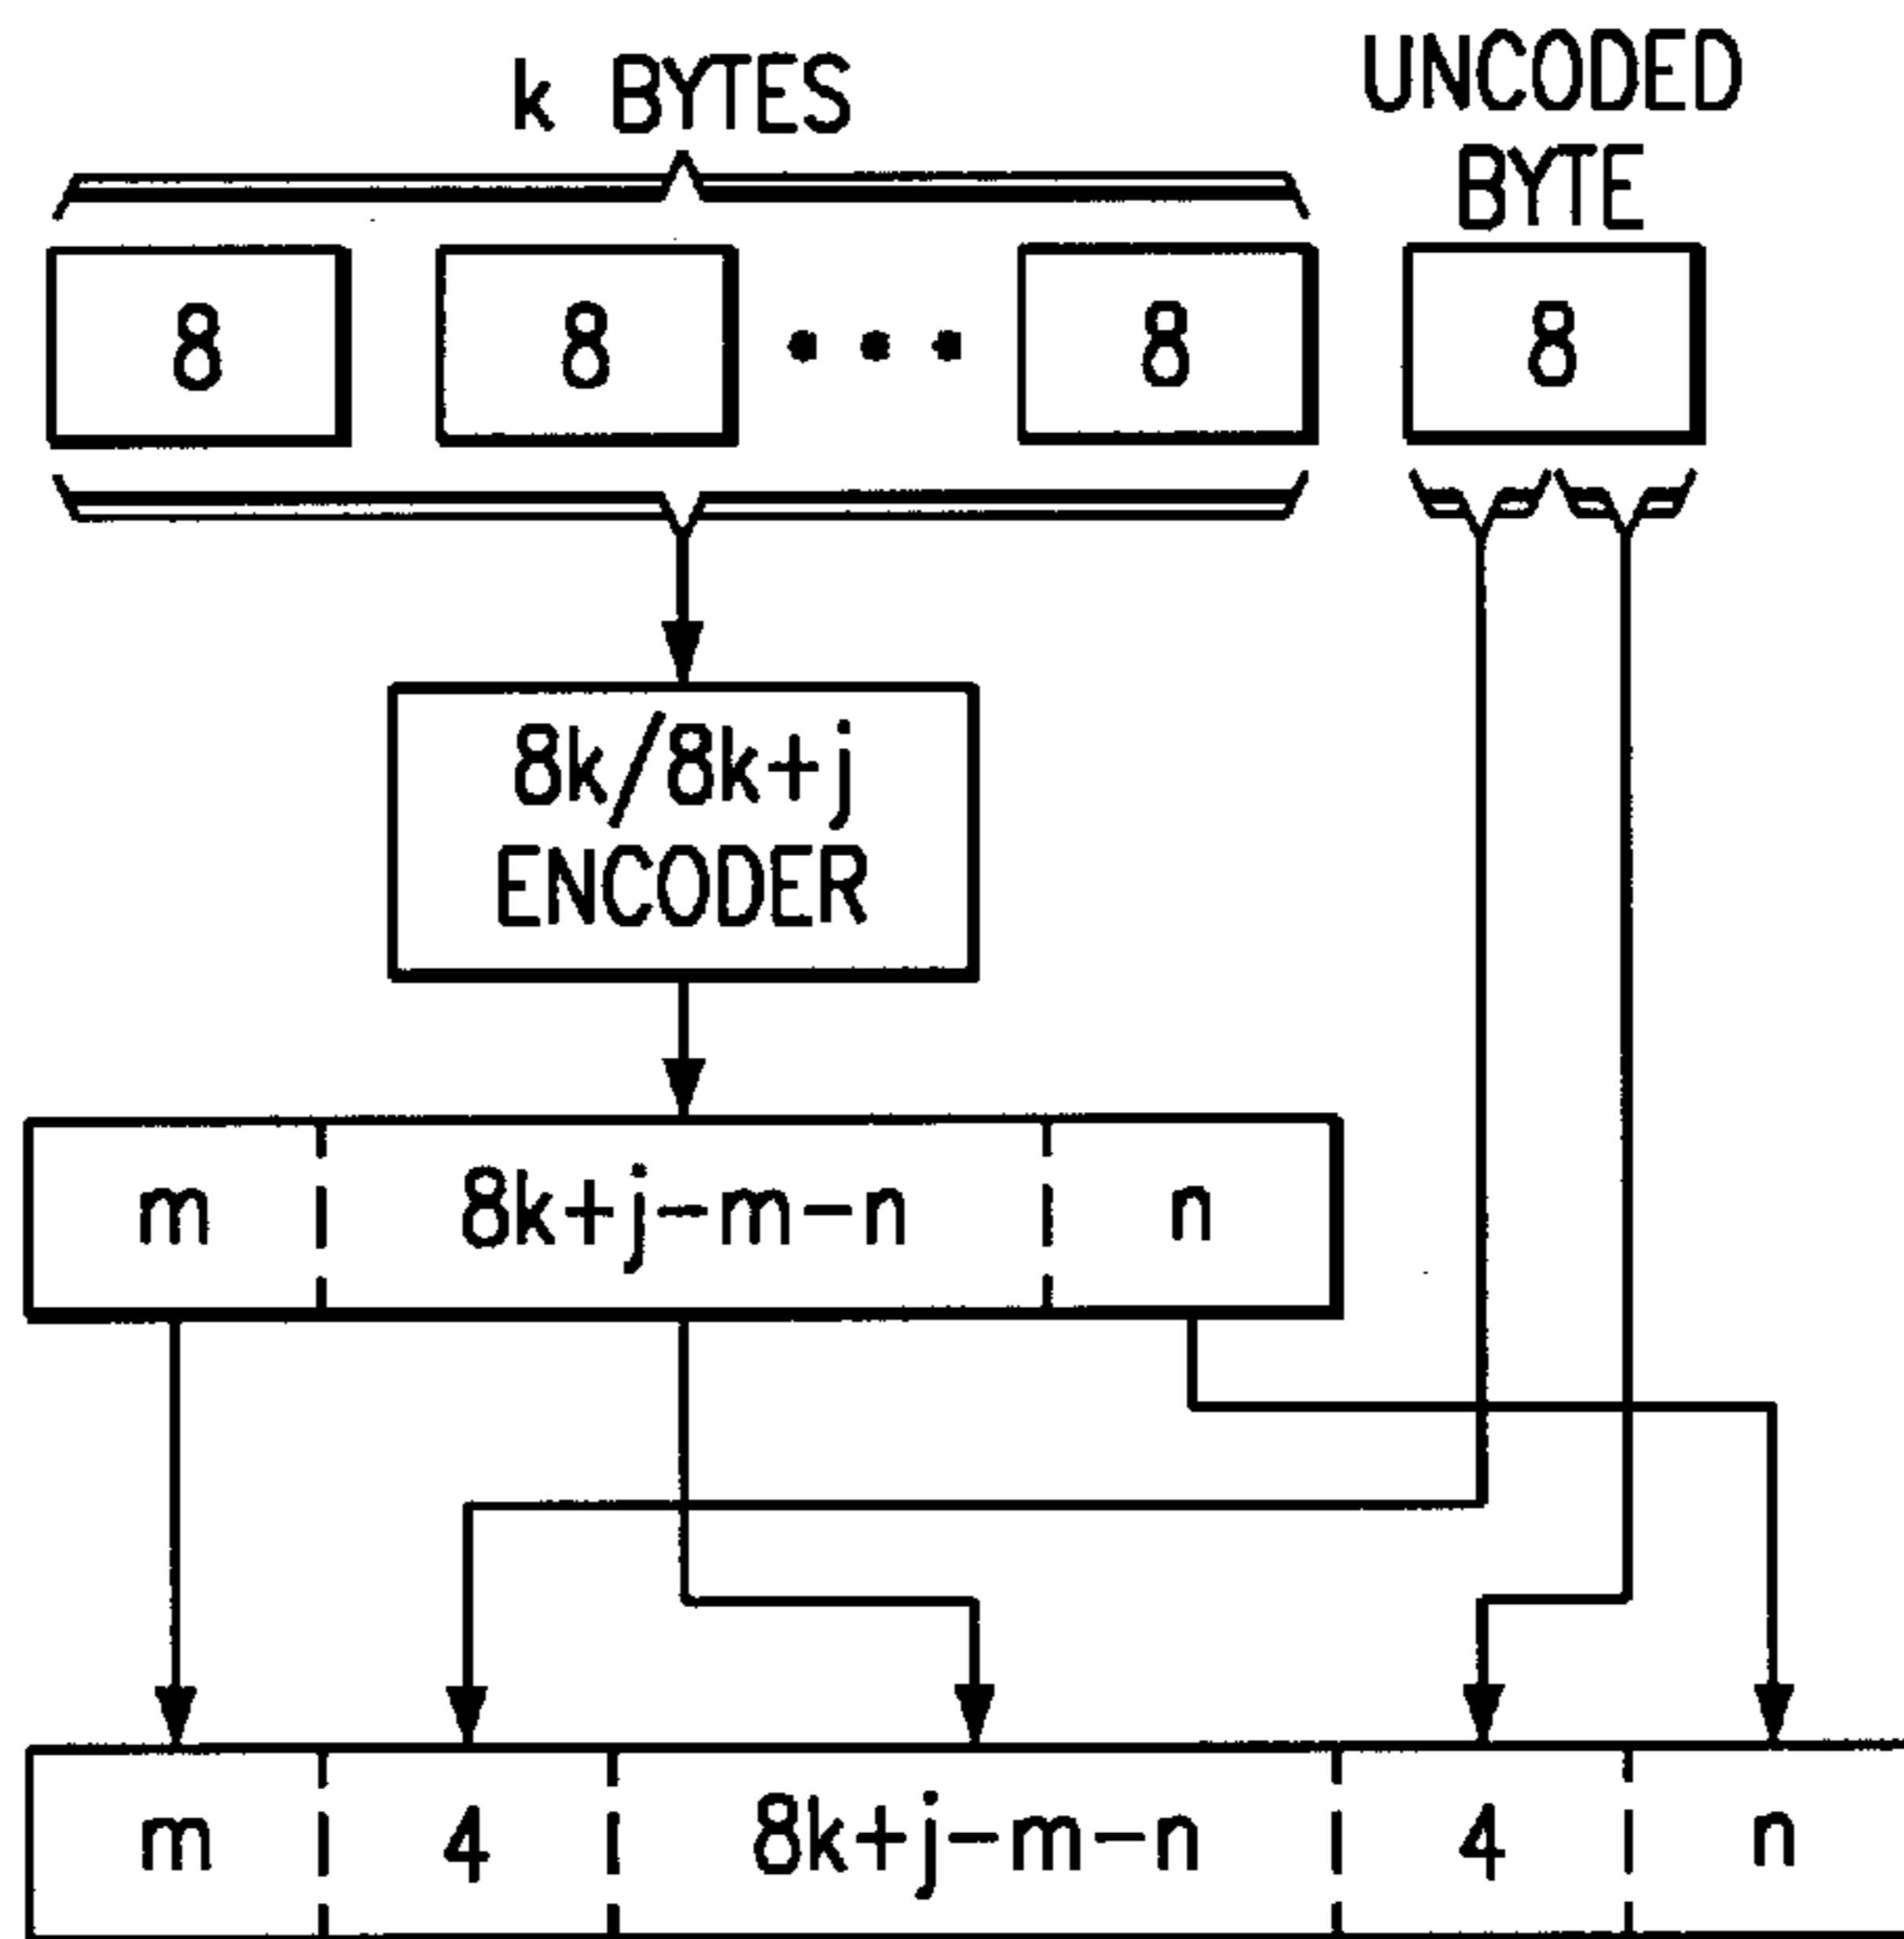 k BYTES
UNCODED
BYTE
8 8 ••• 8 8
8k/8k+j
ENCODER
m 8k+j-m-n n
m 4 8k+j-m-n 4 n